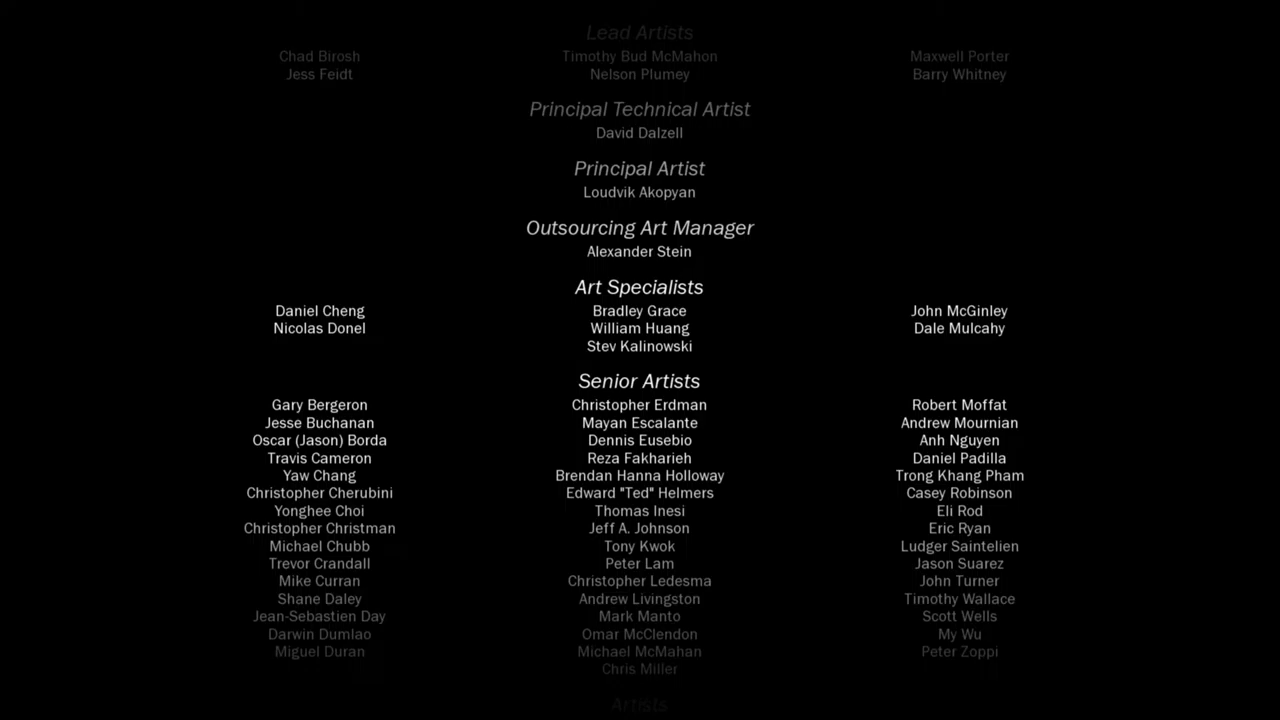 Lead Artists
Chad Birosh Timothy Bud McMahon Maxwell Porter
Jess Feidt Nelson Plumey Barry Whitney
Principal Technical Artist
David Dalzell
Principal Artist
Loudvik Akopyan
Outsourcing Art Manager
Alexander Stein
Art Specialists
Daniel Cheng Bradley Grace John McGinley
Nicolas Donel William Huang Dale Mulcahy
Stev Kalinowski
Senior Artists
Gary Bergeron Christopher Erdman Robert Moffat
Jesse Buchanan Mayan Escalante Andrew Mournian
Oscar (Jason) Borda Dennis Eusebio Anh Nguyen
Travis Cameron Reza Fakharieh Daniel Padilla
Yaw Chang Brendan Hanna Holloway Trong Khang Pham
Christopher Cherubini Edward "Ted" Helmers Casey Robinson
Yonghee Choi Thomas Inesi Eli Rod
Christopher Christman Jeff A. Johnson Eric Ryan
Michael Chubb Tony Kwok Ludger Saintelien
Trevor Crandall Peter Lam Jason Suarez
Mike Curran Christopher Ledesma John Turner
Shane Daley Andrew Livingston Timothy Wallace
Jean-Sebastien Day Mark Manto Scott Wells
Darwin Dumlao Omar McClendon My Wu
Miguel Duran Michael McMahan Peter Zoppi
Chris Miller
Artists